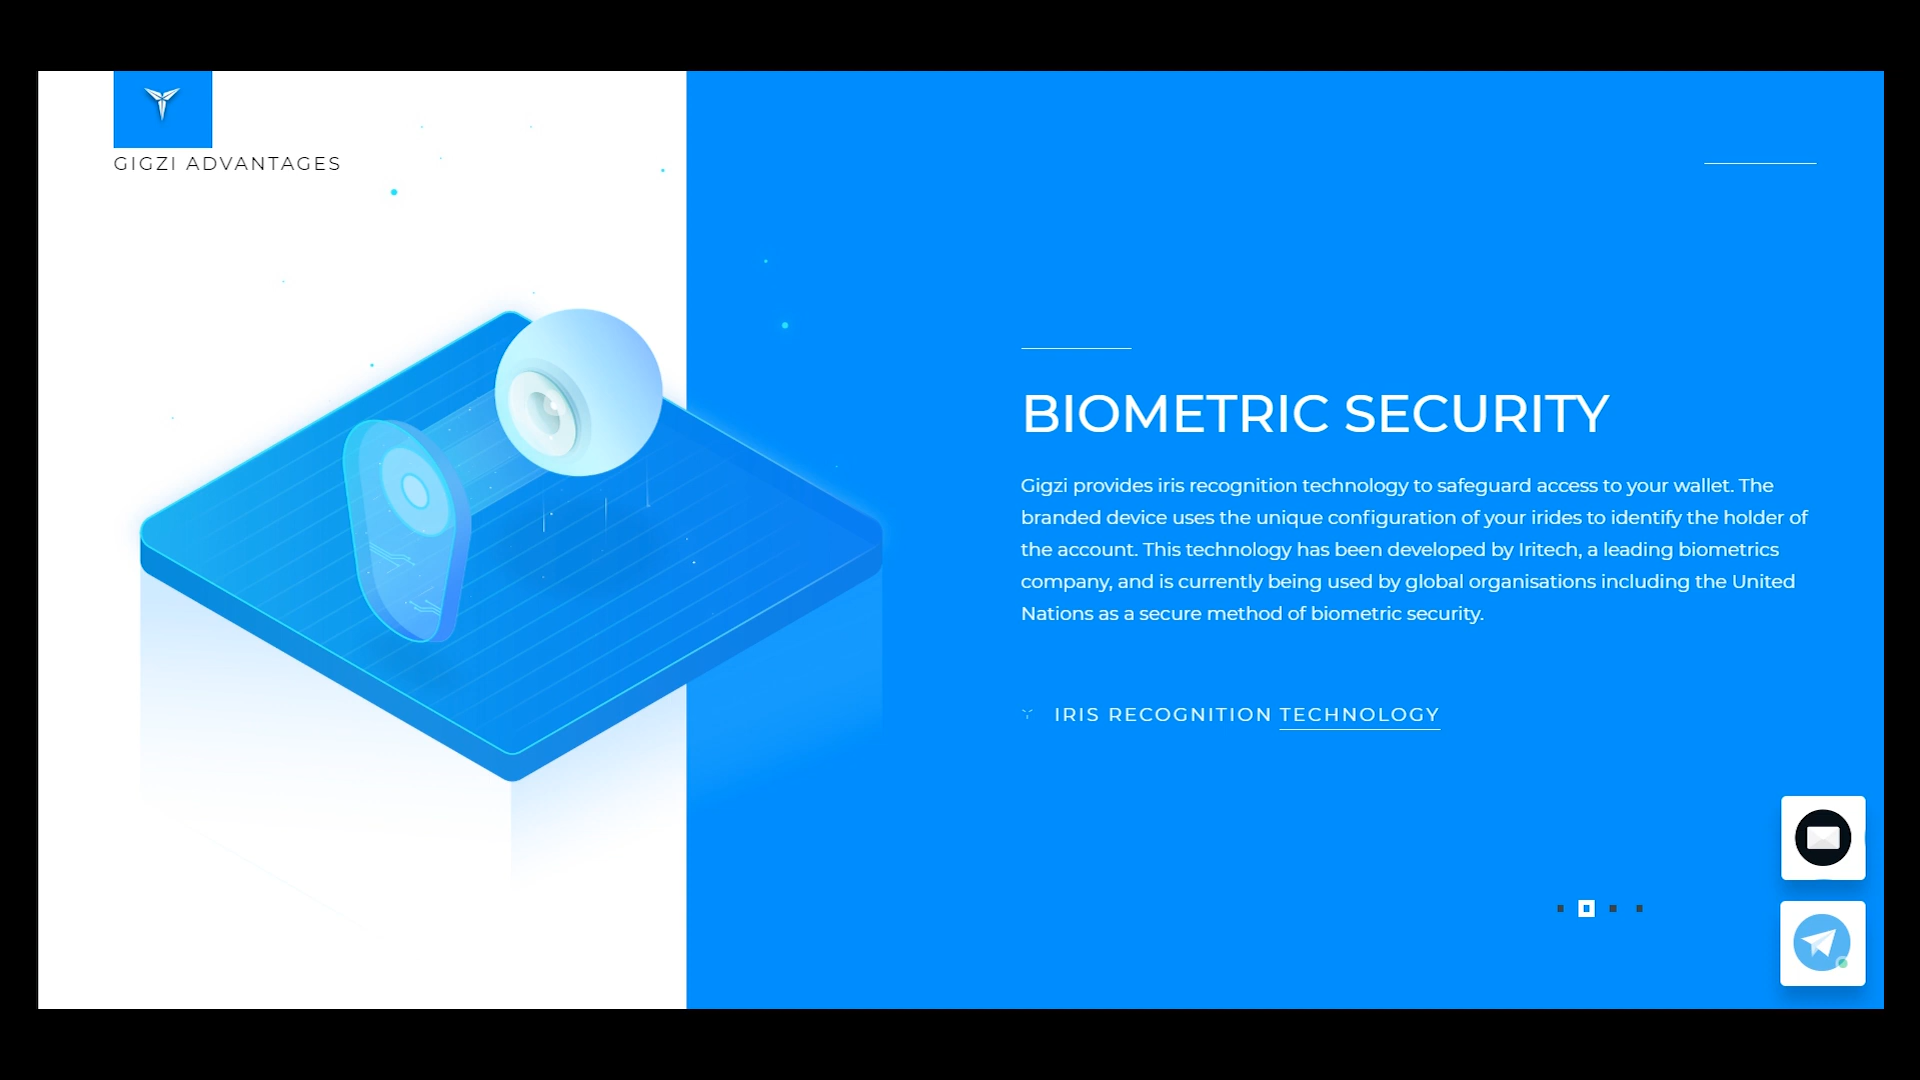 GIGZI ADVANTAGES
BIOMETRIC SECURITY
Gigzi provides iris recognition technology to safeguard access to your wallet. The
branded device uses the unique configuration of your irides to identify the holder of
the account. This technology has been developed by Iritech, a leading biometrics
company, and is currently being used by global organisations including the United
Nations as a secure method of biometric security.
IRIS RECOGNITION TECHNOLOGY